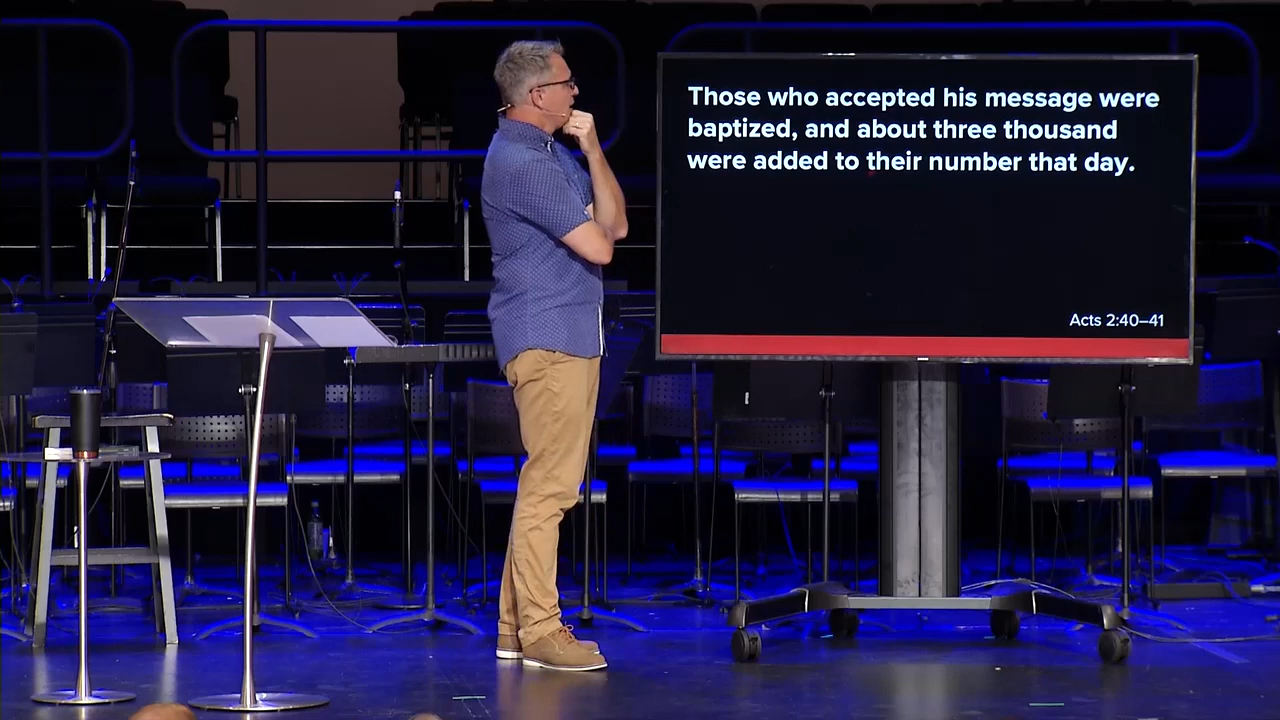 Those who accepted his message were
baptized, and about three thousand
were added to their number that day.
Acts 2:40–41